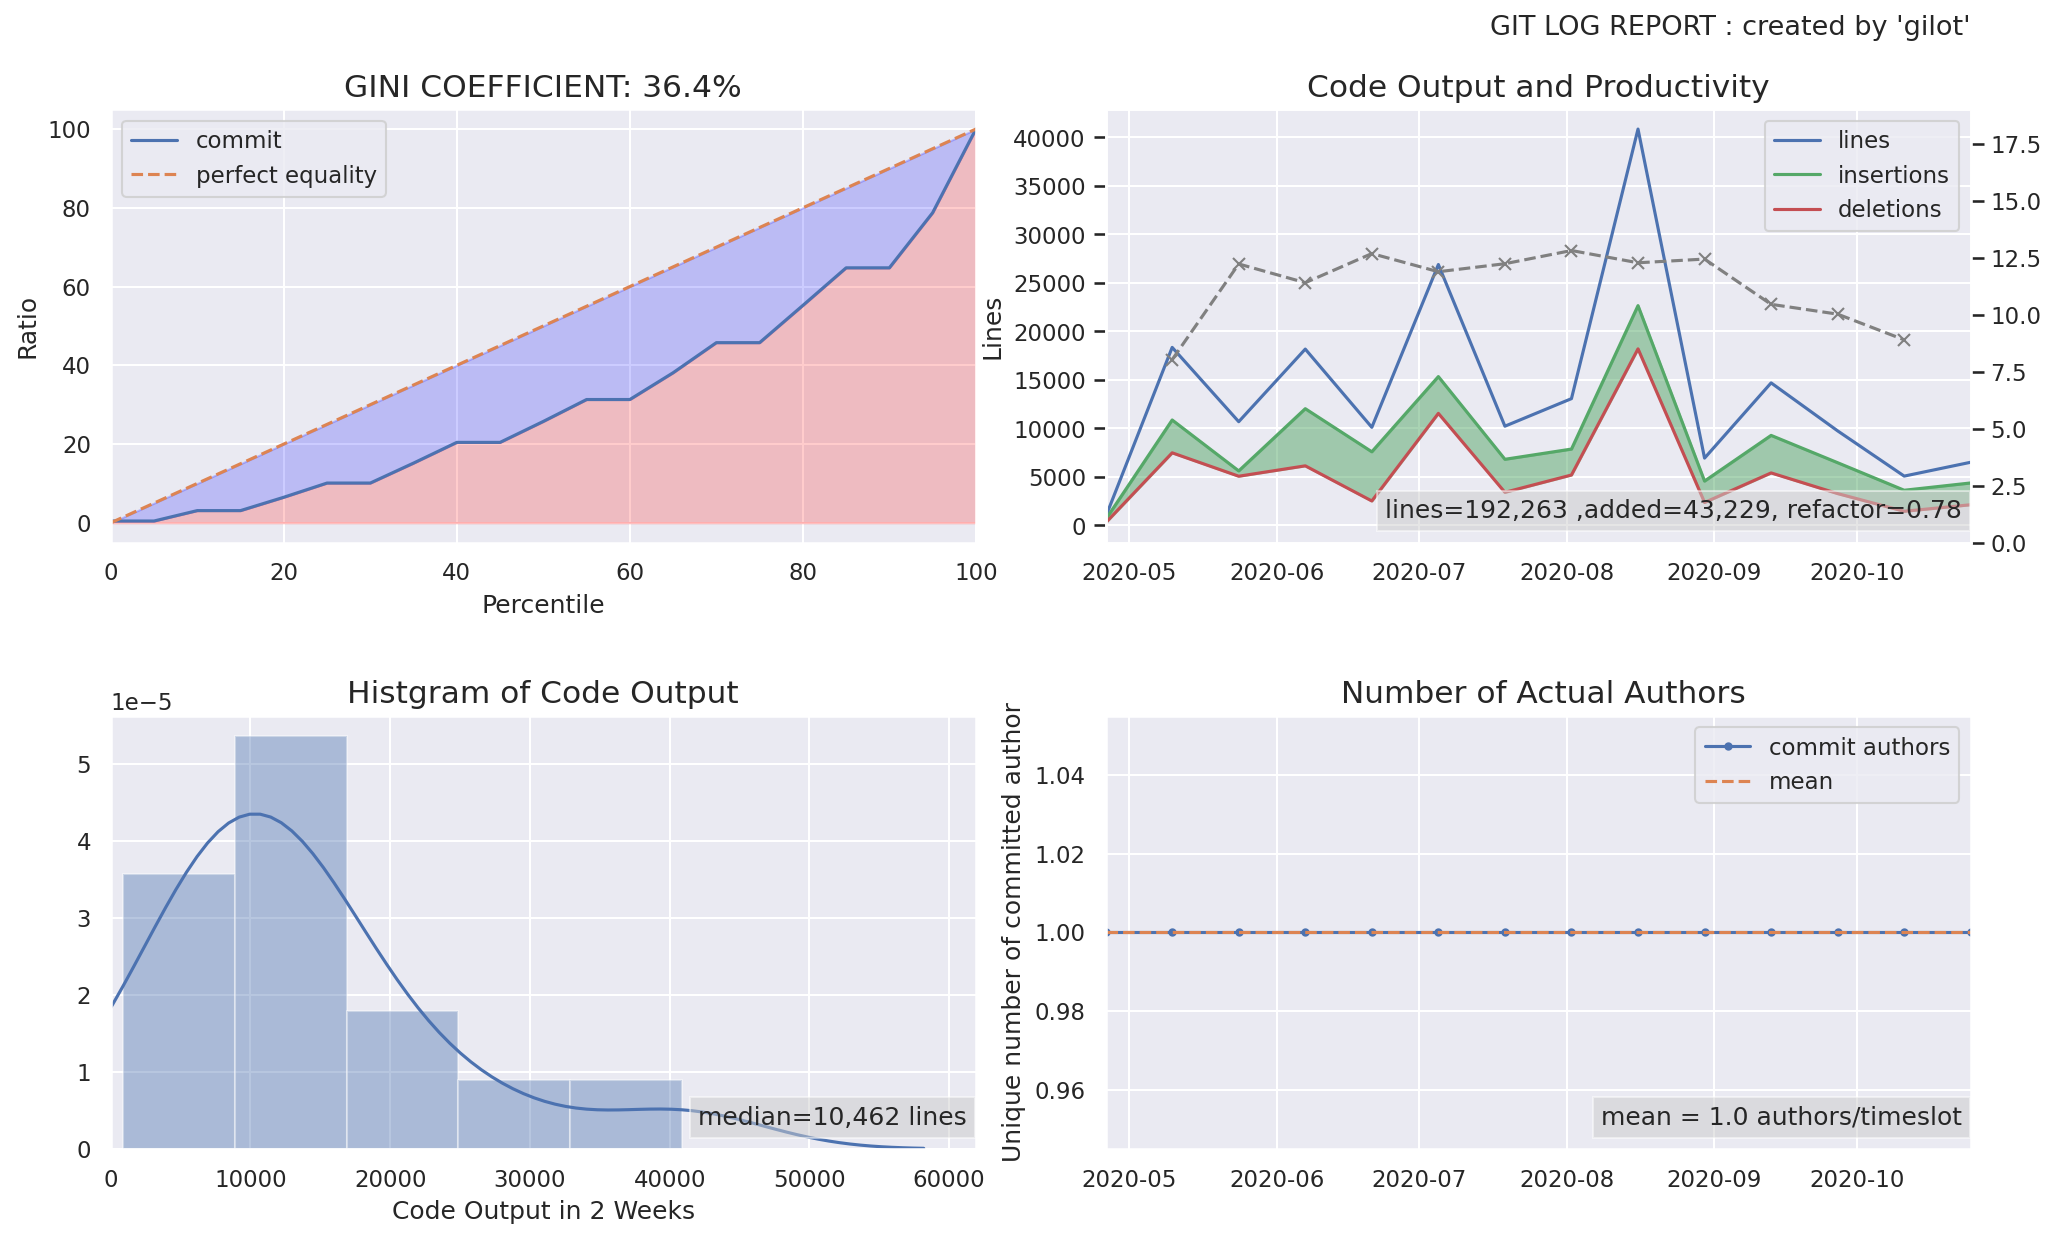 GIT LOG REPORT : created by 'gilot'
GINI COEFFICIENT: 36.4%
commit
perfect equality
Ratio
100
80
60
40
20
0
0 20 40 60 80 100
Percentile
Code Output and Productivity
lines
insertions
deletions
Lines
40000
35000
30000
25000
20000
15000
10000
5000
0
17.5
15.0
12.5
10.0
7.5
5.0
2.5
0.0
lines=192,263 ,added=43,229, refactor=0.78
2020-05 2020-06 2020-07 2020-08 2020-09 2020-10
Histgram of Code Output
1e−5
5
4
3
2
1
0
median=10,462 lines
0 10000 20000 30000 40000 50000 60000
Code Output in 2 Weeks
Number of Actual Authors
commit authors
mean
Unique number of committed author
1.04
1.02
1.00
0.98
0.96
mean = 1.0 authors/timeslot
2020-05 2020-06 2020-07 2020-08 2020-09 2020-10